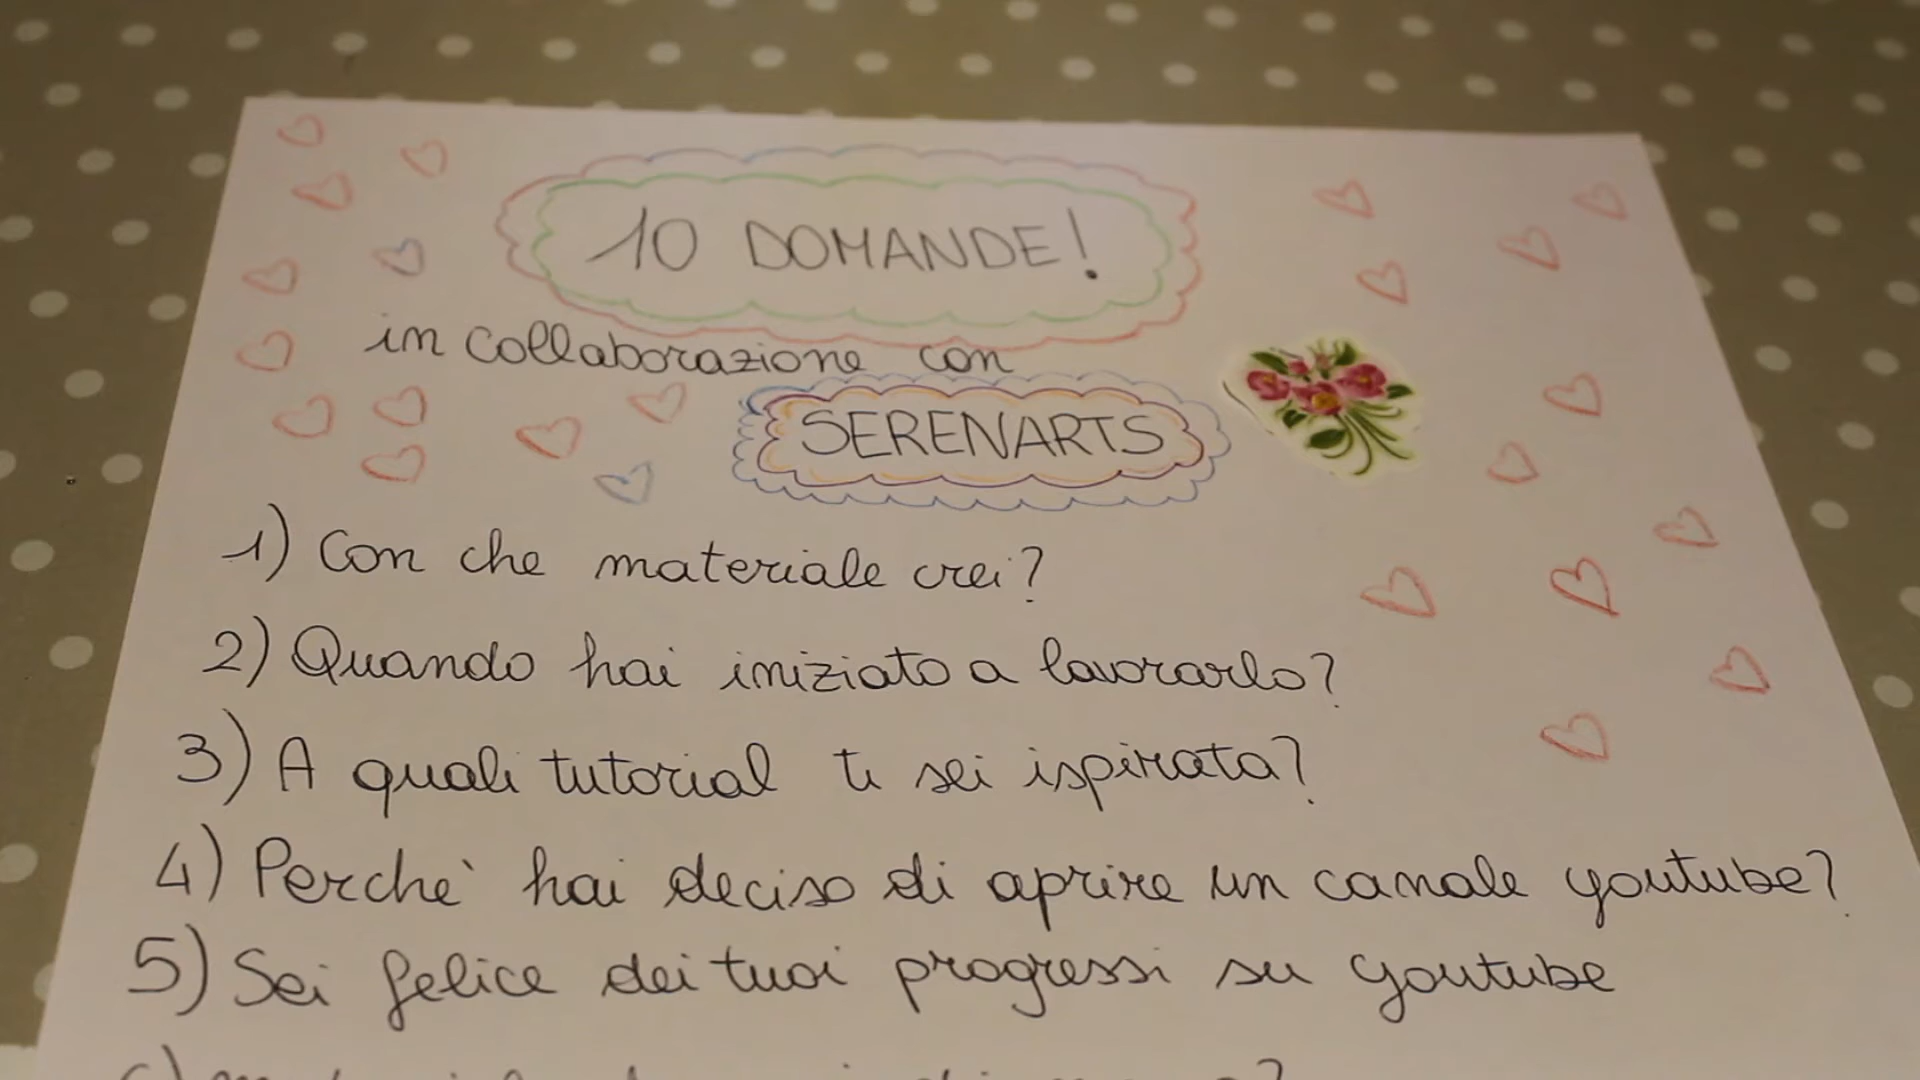 10 DOMANDE!
in collaborazione con
SERENARTS
1) Con che materiale crei?
2) Quando hai iniziato a lavorarlo?
3) A quali tutorial ti sei ispirata?
4) Perchè hai deciso di aprire un canale youtube?
5) Sei felice dei tuoi progressi su youtube